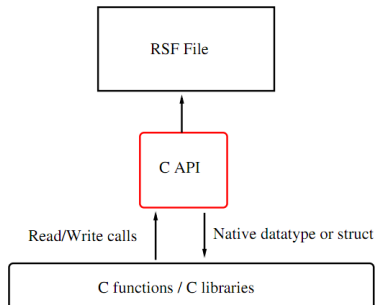 RSF File
C API
Read/Write calls
Native datatype or struct
C functions / C libraries